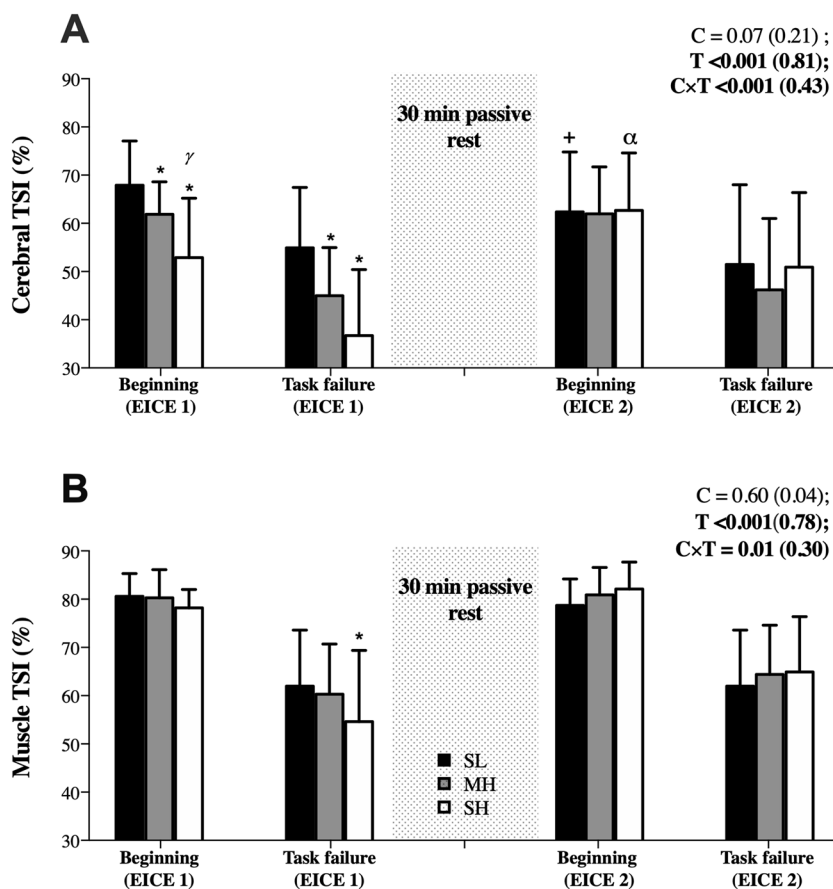 A
C = 0.07 (0.21) ;
T <0.001 (0.81);
C×T <0.001 (0.43)
Cerebral TSI (%)
90
80
70
60
50
40
30
30 min passive
rest
*
γ
*
*
*
+
α
Beginning
(EICE 1)
Task failure
(EICE 1)
Beginning
(EICE 2)
Task failure
(EICE 2)
B
C = 0.60 (0.04);
T <0.001(0.78);
C×T = 0.01 (0.30)
Muscle TSI (%)
90
80
70
60
50
40
30
30 min passive
rest
*
SL
MH
SH
Beginning
(EICE 1)
Task failure
(EICE 1)
Beginning
(EICE 2)
Task failure
(EICE 2)